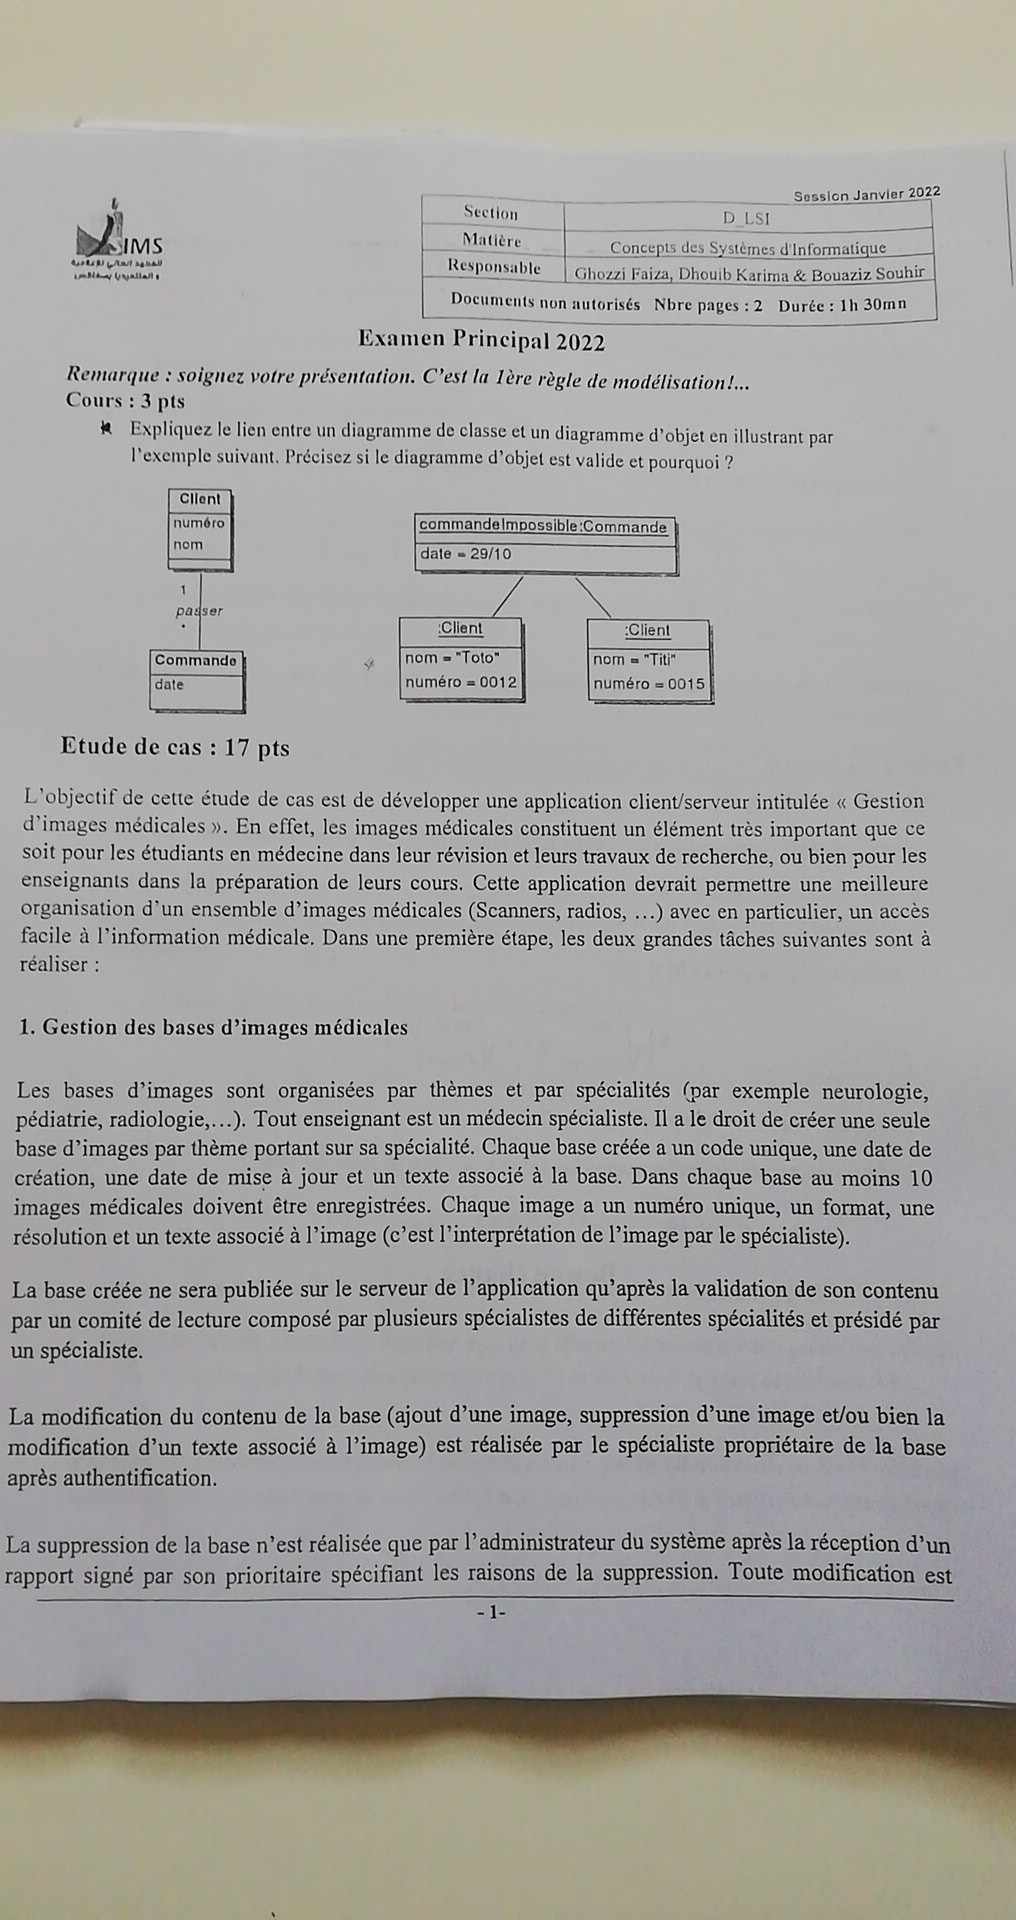 Session Janvier 2022
IMS
المعهد العالي للإعلامية
و الملتيميديا بصفاقس
Section D_LSI
Matière Concepts des Systèmes d'Informatique
Responsable Ghozzi Faiza, Dhouib Karima & Bouaziz Souhir
Documents non autorisés Nbre pages : 2 Durée : 1h 30mn
Examen Principal 2022
Remarque : soignez votre présentation. C'est la 1ère règle de modélisation!...
Cours : 3 pts
Expliquez le lien entre un diagramme de classe et un diagramme d'objet en illustrant par
l'exemple suivant. Précisez si le diagramme d'objet est valide et pourquoi ?
Client
numéro
nom
1
passer
*
Commande
date
commandeImpossible:Commande
date = 29/10
:Client
nom = "Toto"
numéro = 0012
:Client
nom = "Titi"
numéro = 0015
Etude de cas : 17 pts
L'objectif de cette étude de cas est de développer une application client/serveur intitulée « Gestion
d'images médicales ». En effet, les images médicales constituent un élément très important que ce
soit pour les étudiants en médecine dans leur révision et leurs travaux de recherche, ou bien pour les
enseignants dans la préparation de leurs cours. Cette application devrait permettre une meilleure
organisation d'un ensemble d'images médicales (Scanners, radios, …) avec en particulier, un accès
facile à l'information médicale. Dans une première étape, les deux grandes tâches suivantes sont à
réaliser :
1. Gestion des bases d'images médicales
Les bases d'images sont organisées par thèmes et par spécialités (par exemple neurologie,
pédiatrie, radiologie,…). Tout enseignant est un médecin spécialiste. Il a le droit de créer une seule
base d'images par thème portant sur sa spécialité. Chaque base créée a un code unique, une date de
création, une date de mise à jour et un texte associé à la base. Dans chaque base au moins 10
images médicales doivent être enregistrées. Chaque image a un numéro unique, un format, une
résolution et un texte associé à l'image (c'est l'interprétation de l'image par le spécialiste).
La base créée ne sera publiée sur le serveur de l'application qu'après la validation de son contenu
par un comité de lecture composé par plusieurs spécialistes de différentes spécialités et présidé par
un spécialiste.
La modification du contenu de la base (ajout d'une image, suppression d'une image et/ou bien la
modification d'un texte associé à l'image) est réalisée par le spécialiste propriétaire de la base
après authentification.
La suppression de la base n'est réalisée que par l'administrateur du système après la réception d'un
rapport signé par son prioritaire spécifiant les raisons de la suppression. Toute modification est
- 1-